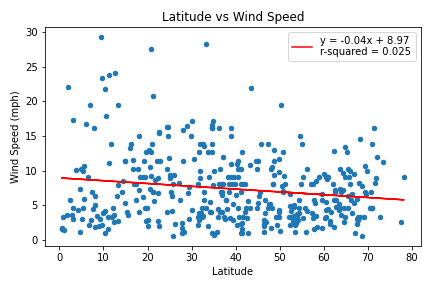 Latitude vs Wind Speed
y = -0.04x + 8.97
r-squared = 0.025
30
25
20
15
10
5
0
Wind Speed (mph)
0 10 20 30 40 50 60 70 80
Latitude